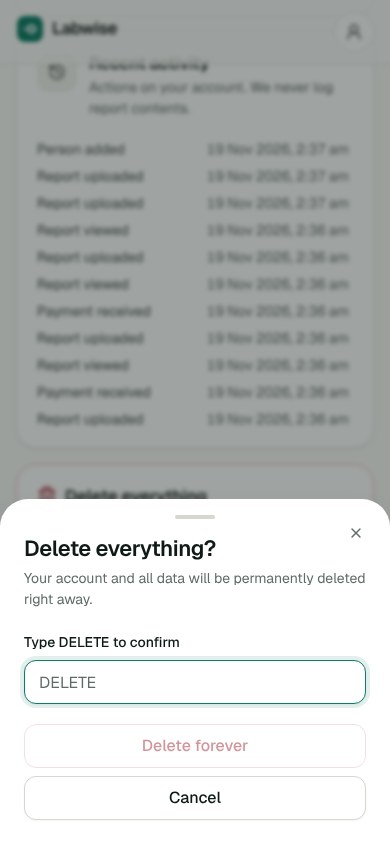 Labwise
Recent activity
Actions on your account. We never log
report contents.
Person added 19 Nov 2026, 2:37 am
Report uploaded 19 Nov 2026, 2:37 am
Report uploaded 19 Nov 2026, 2:37 am
Report viewed 19 Nov 2026, 2:36 am
Report uploaded 19 Nov 2026, 2:36 am
Report viewed 19 Nov 2026, 2:36 am
Payment received 19 Nov 2026, 2:36 am
Report uploaded 19 Nov 2026, 2:36 am
Report viewed 19 Nov 2026, 2:36 am
Payment received 19 Nov 2026, 2:36 am
Report uploaded 19 Nov 2026, 2:36 am
Delete everything
Delete everything?
Your account and all data will be permanently deleted
right away.
Type DELETE to confirm
DELETE
Delete forever
Cancel